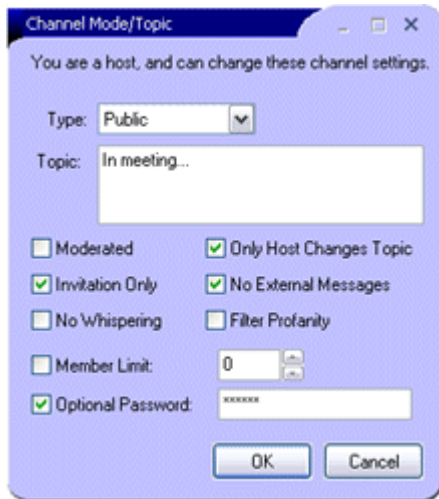 Channel Mode/Topic
You are a host, and can change these channel settings.
Type: Public
Topic: In meeting...
Moderated Only Host Changes Topic
Invitation Only No External Messages
No Whispering Filter Profanity
Member Limit: 0
Optional Password: ××××××
OK Cancel